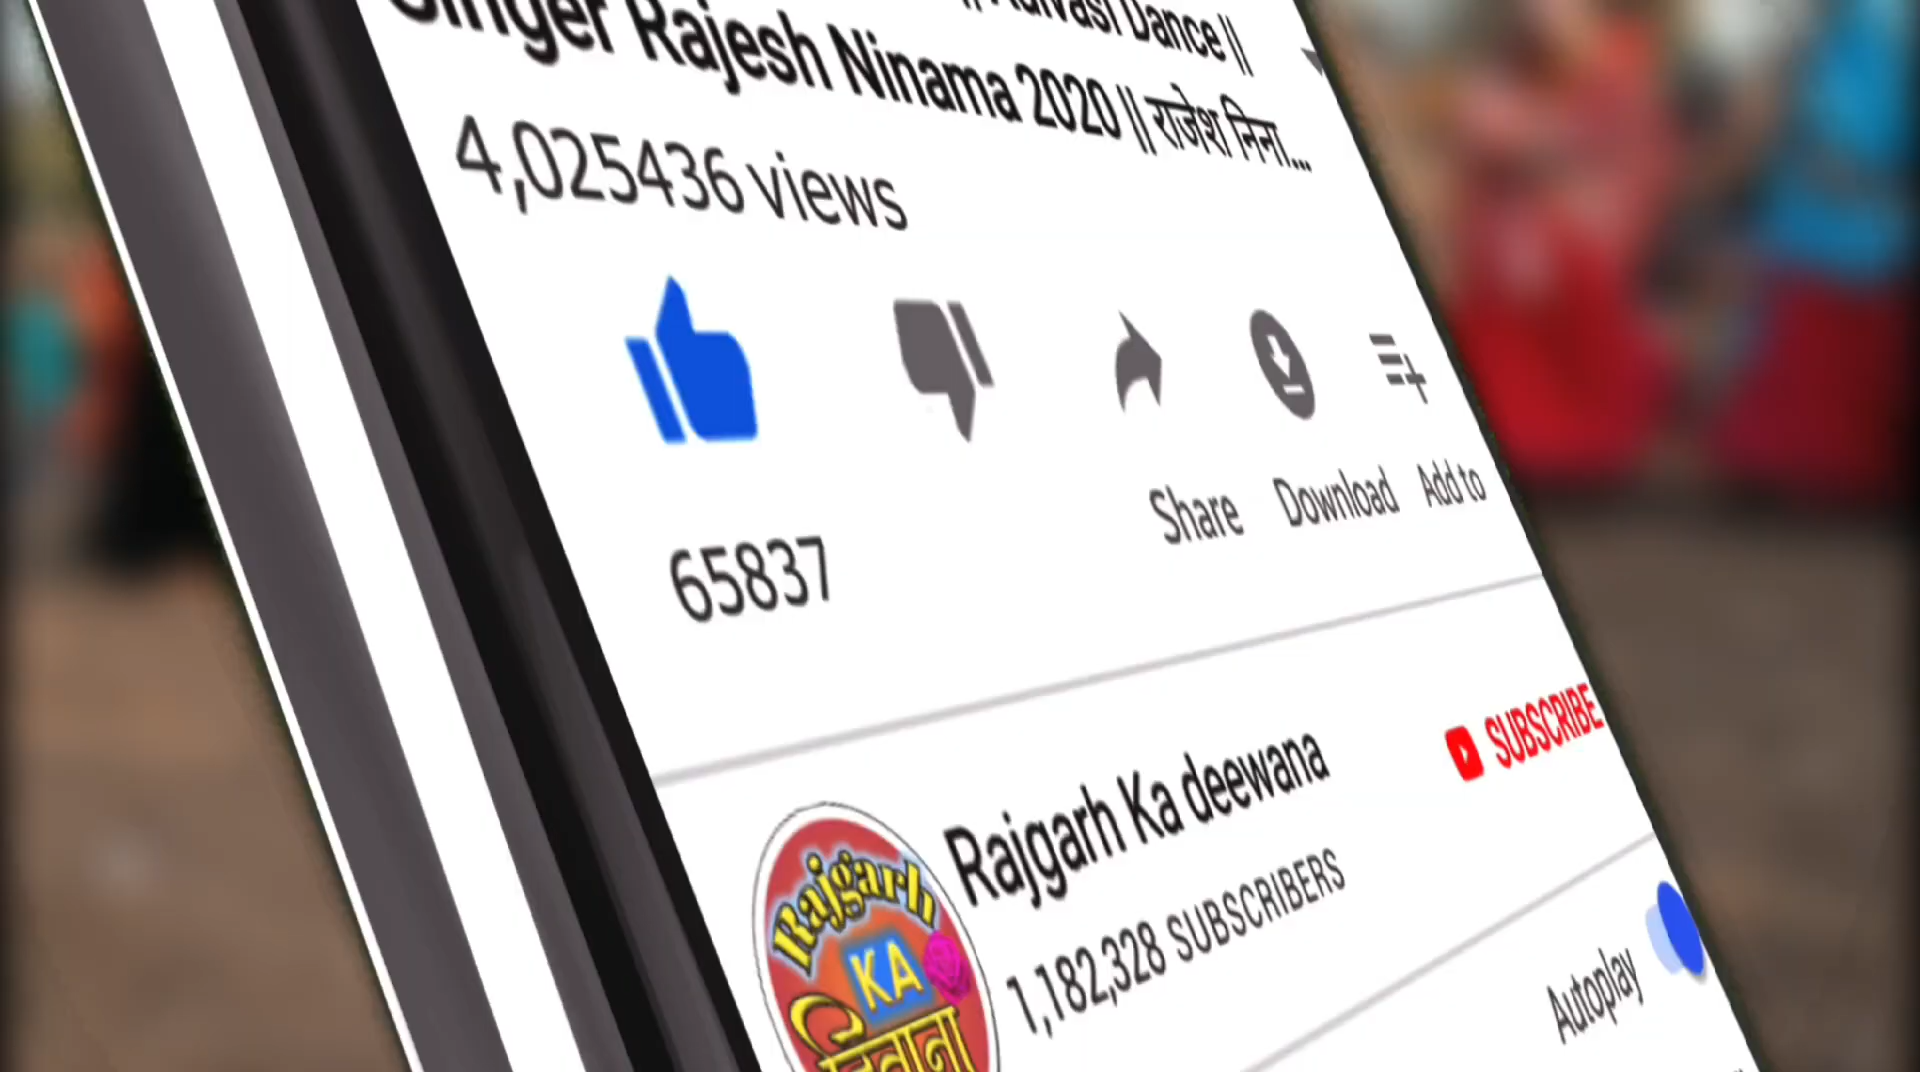 Adivasi Dance ||
Singer Rajesh Ninama 2020 || राजेश निना...
4,025436 views
Share Download Add to
65837
Rajgarh Ka deewana
SUBSCRIBE
1,182,328 SUBSCRIBERS
Rajgarh
KA
दिवाना
Autoplay